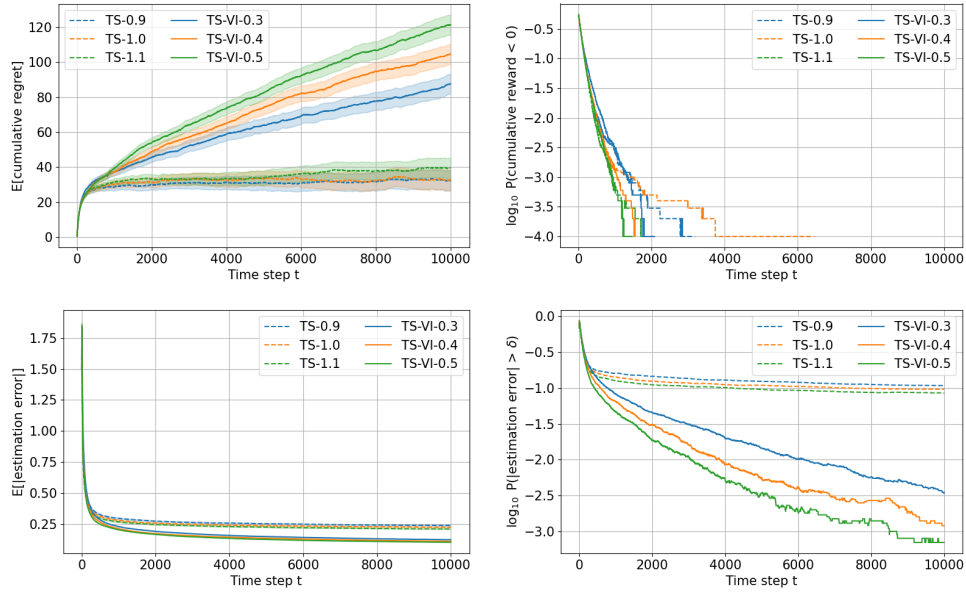 E[cumulative regret]
120
100
80
60
40
20
0
TS-0.9
TS-1.0
TS-1.1
TS-VI-0.3
TS-VI-0.4
TS-VI-0.5
0 2000 4000 6000 8000 10000
Time step t
log₁₀ P(cumulative reward < 0)
−0.5
−1.0
−1.5
−2.0
−2.5
−3.0
−3.5
−4.0
TS-0.9
TS-1.0
TS-1.1
TS-VI-0.3
TS-VI-0.4
TS-VI-0.5
0 2000 4000 6000 8000 10000
Time step t
E[|estimation error|]
1.75
1.50
1.25
1.00
0.75
0.50
0.25
TS-0.9
TS-1.0
TS-1.1
TS-VI-0.3
TS-VI-0.4
TS-VI-0.5
0 2000 4000 6000 8000 10000
Time step t
log₁₀ P(|estimation error| > δ)
0.0
−0.5
−1.0
−1.5
−2.0
−2.5
−3.0
TS-0.9
TS-1.0
TS-1.1
TS-VI-0.3
TS-VI-0.4
TS-VI-0.5
0 2000 4000 6000 8000 10000
Time step t